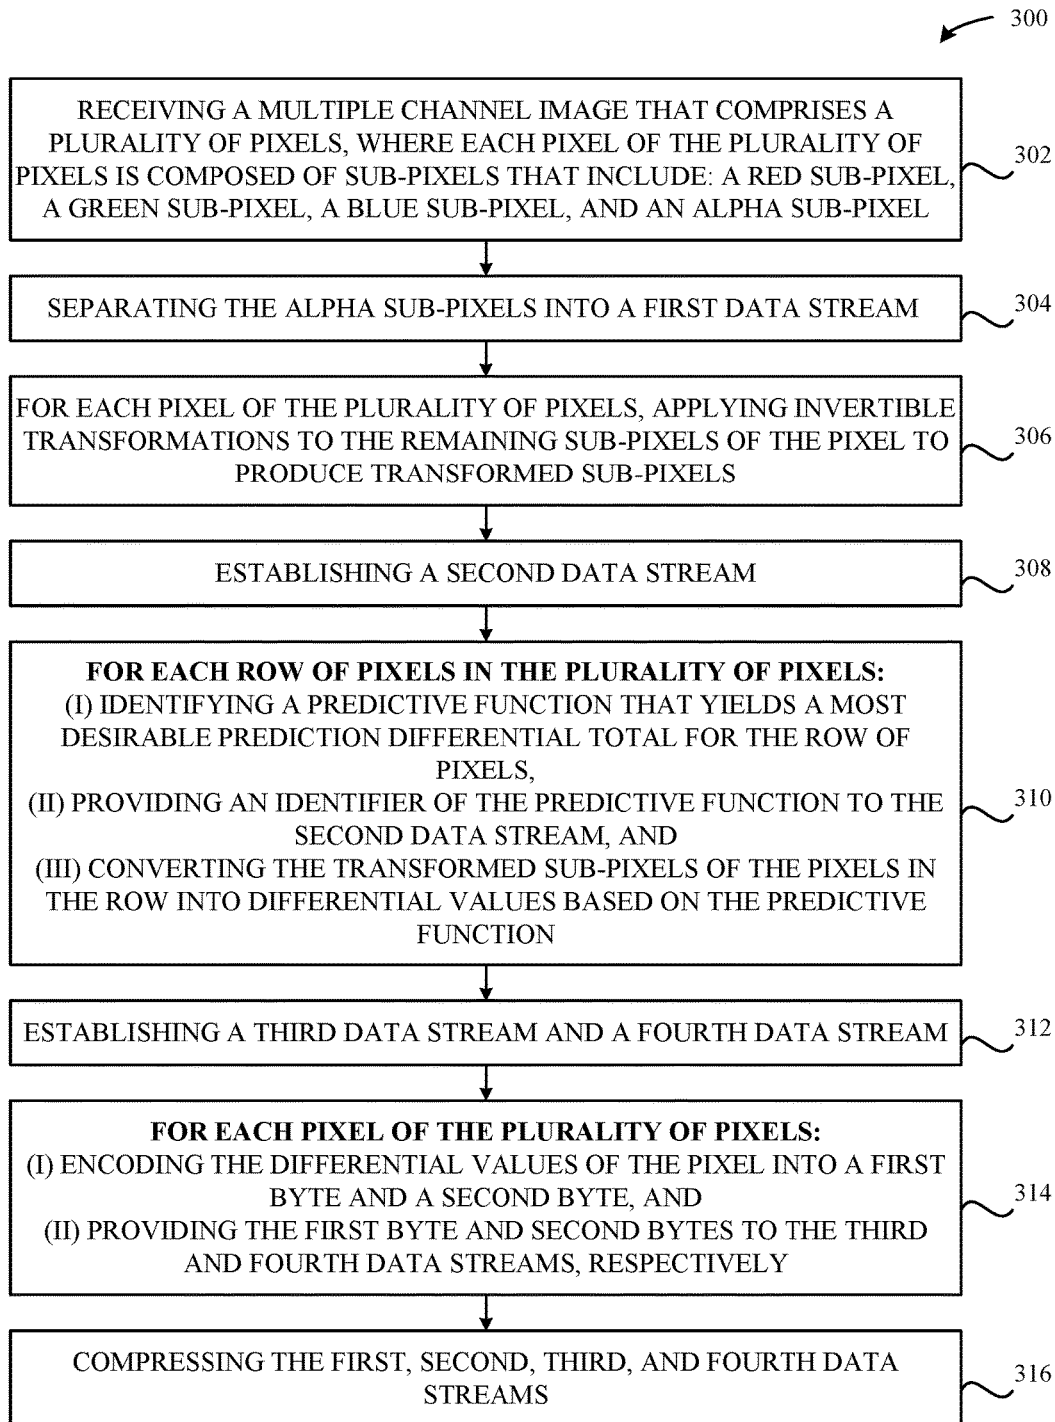 300
RECEIVING A MULTIPLE CHANNEL IMAGE THAT COMPRISES A
PLURALITY OF PIXELS, WHERE EACH PIXEL OF THE PLURALITY OF
PIXELS IS COMPOSED OF SUB-PIXELS THAT INCLUDE: A RED SUB-PIXEL,
A GREEN SUB-PIXEL, A BLUE SUB-PIXEL, AND AN ALPHA SUB-PIXEL
302
SEPARATING THE ALPHA SUB-PIXELS INTO A FIRST DATA STREAM
304
FOR EACH PIXEL OF THE PLURALITY OF PIXELS, APPLYING INVERTIBLE
TRANSFORMATIONS TO THE REMAINING SUB-PIXELS OF THE PIXEL TO
PRODUCE TRANSFORMED SUB-PIXELS
306
ESTABLISHING A SECOND DATA STREAM
308
FOR EACH ROW OF PIXELS IN THE PLURALITY OF PIXELS:
(I) IDENTIFYING A PREDICTIVE FUNCTION THAT YIELDS A MOST
DESIRABLE PREDICTION DIFFERENTIAL TOTAL FOR THE ROW OF
PIXELS,
(II) PROVIDING AN IDENTIFIER OF THE PREDICTIVE FUNCTION TO THE
SECOND DATA STREAM, AND
(III) CONVERTING THE TRANSFORMED SUB-PIXELS OF THE PIXELS IN
THE ROW INTO DIFFERENTIAL VALUES BASED ON THE PREDICTIVE
FUNCTION
310
ESTABLISHING A THIRD DATA STREAM AND A FOURTH DATA STREAM
312
FOR EACH PIXEL OF THE PLURALITY OF PIXELS:
(I) ENCODING THE DIFFERENTIAL VALUES OF THE PIXEL INTO A FIRST
BYTE AND A SECOND BYTE, AND
(II) PROVIDING THE FIRST BYTE AND SECOND BYTES TO THE THIRD
AND FOURTH DATA STREAMS, RESPECTIVELY
314
COMPRESSING THE FIRST, SECOND, THIRD, AND FOURTH DATA
STREAMS
316